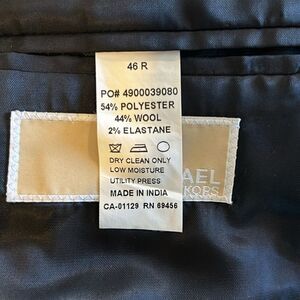 46 R
PO# 4900039080
54% POLYESTER
44% WOOL
2% ELASTANE
DRY CLEAN ONLY
LOW MOISTURE
UTILITY PRESS
MADE IN INDIA
CA-01129 RN 69456
AEL
KORS